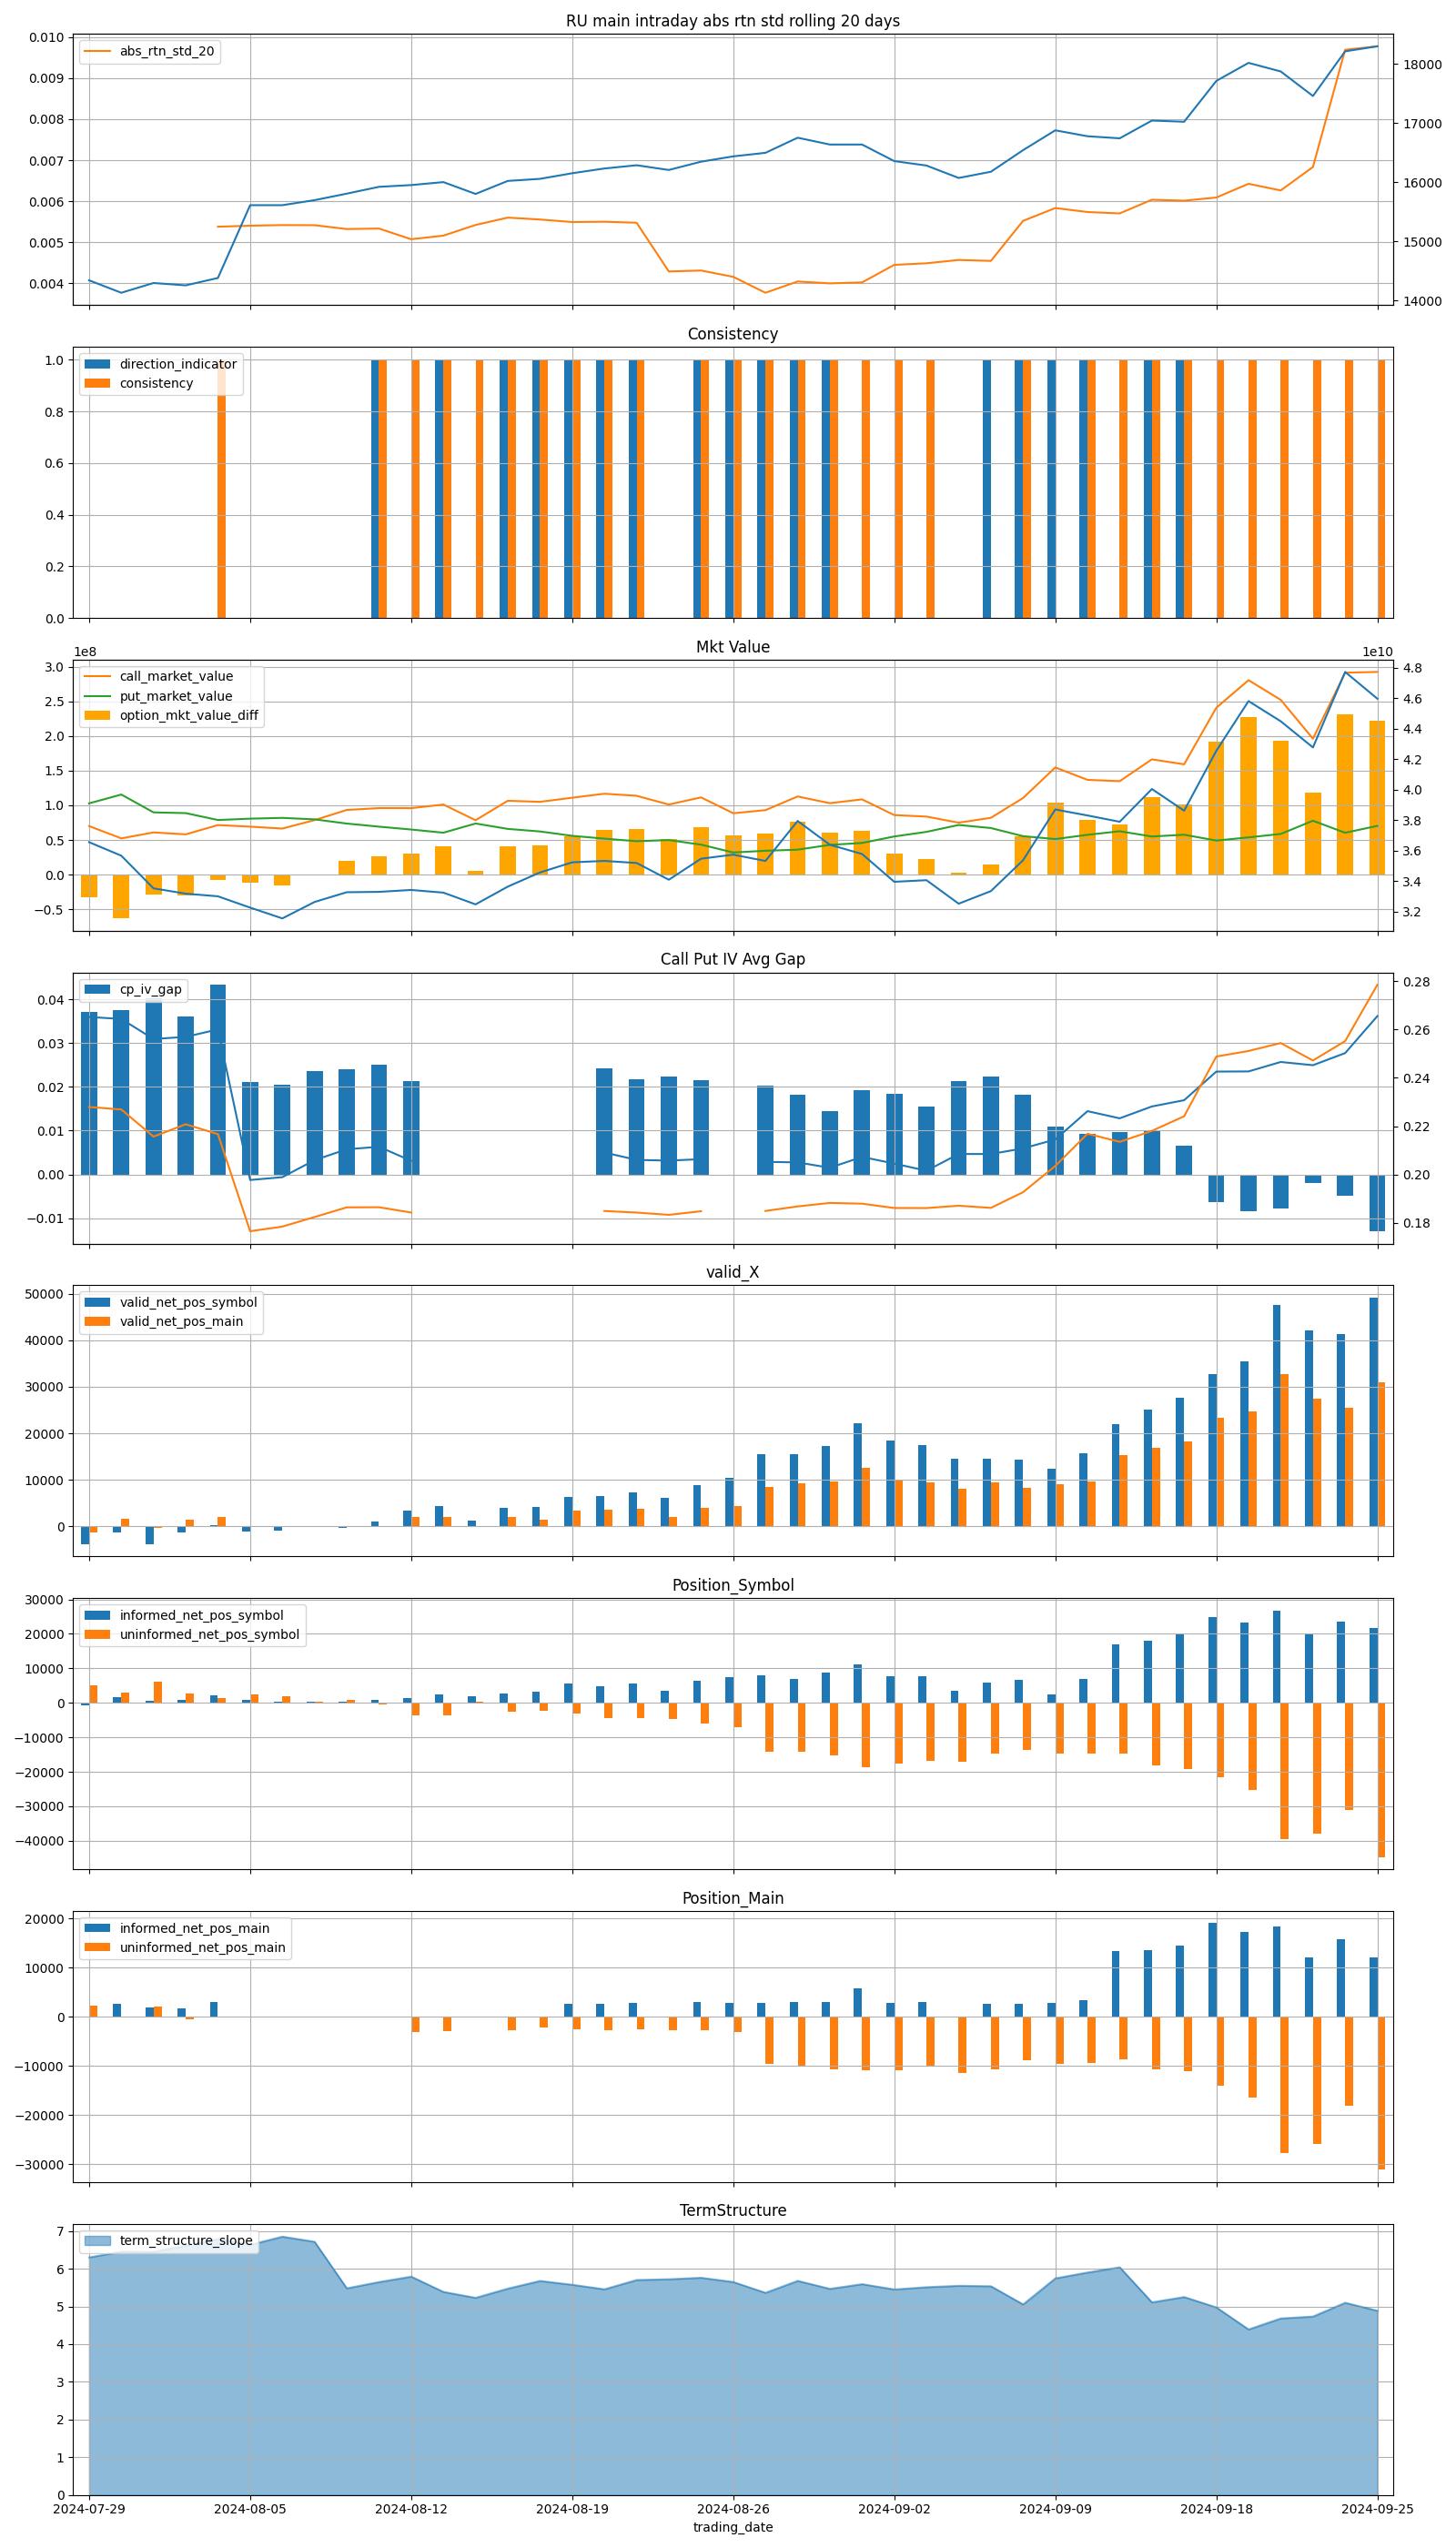 RU main intraday abs rtn std rolling 20 days
abs_rtn_std_20
0.010
0.009
0.008
0.007
0.006
0.005
0.004
18000
17000
16000
15000
14000
Consistency
direction_indicator
consistency
1.0
0.8
0.6
0.4
0.2
0.0
Mkt Value
1e8
1e10
call_market_value
put_market_value
option_mkt_value_diff
3.0
2.5
2.0
1.5
1.0
0.5
0.0
−0.5
4.8
4.6
4.4
4.2
4.0
3.8
3.6
3.4
3.2
Call Put IV Avg Gap
cp_iv_gap
0.04
0.03
0.02
0.01
0.00
−0.01
0.28
0.26
0.24
0.22
0.20
0.18
valid_X
valid_net_pos_symbol
valid_net_pos_main
50000
40000
30000
20000
10000
0
Position_Symbol
informed_net_pos_symbol
uninformed_net_pos_symbol
30000
20000
10000
0
−10000
−20000
−30000
−40000
Position_Main
informed_net_pos_main
uninformed_net_pos_main
20000
10000
0
−10000
−20000
−30000
TermStructure
term_structure_slope
7
6
5
4
3
2
1
0
2024-07-29 2024-08-05 2024-08-12 2024-08-19 2024-08-26 2024-09-02 2024-09-09 2024-09-18 2024-09-25
trading_date